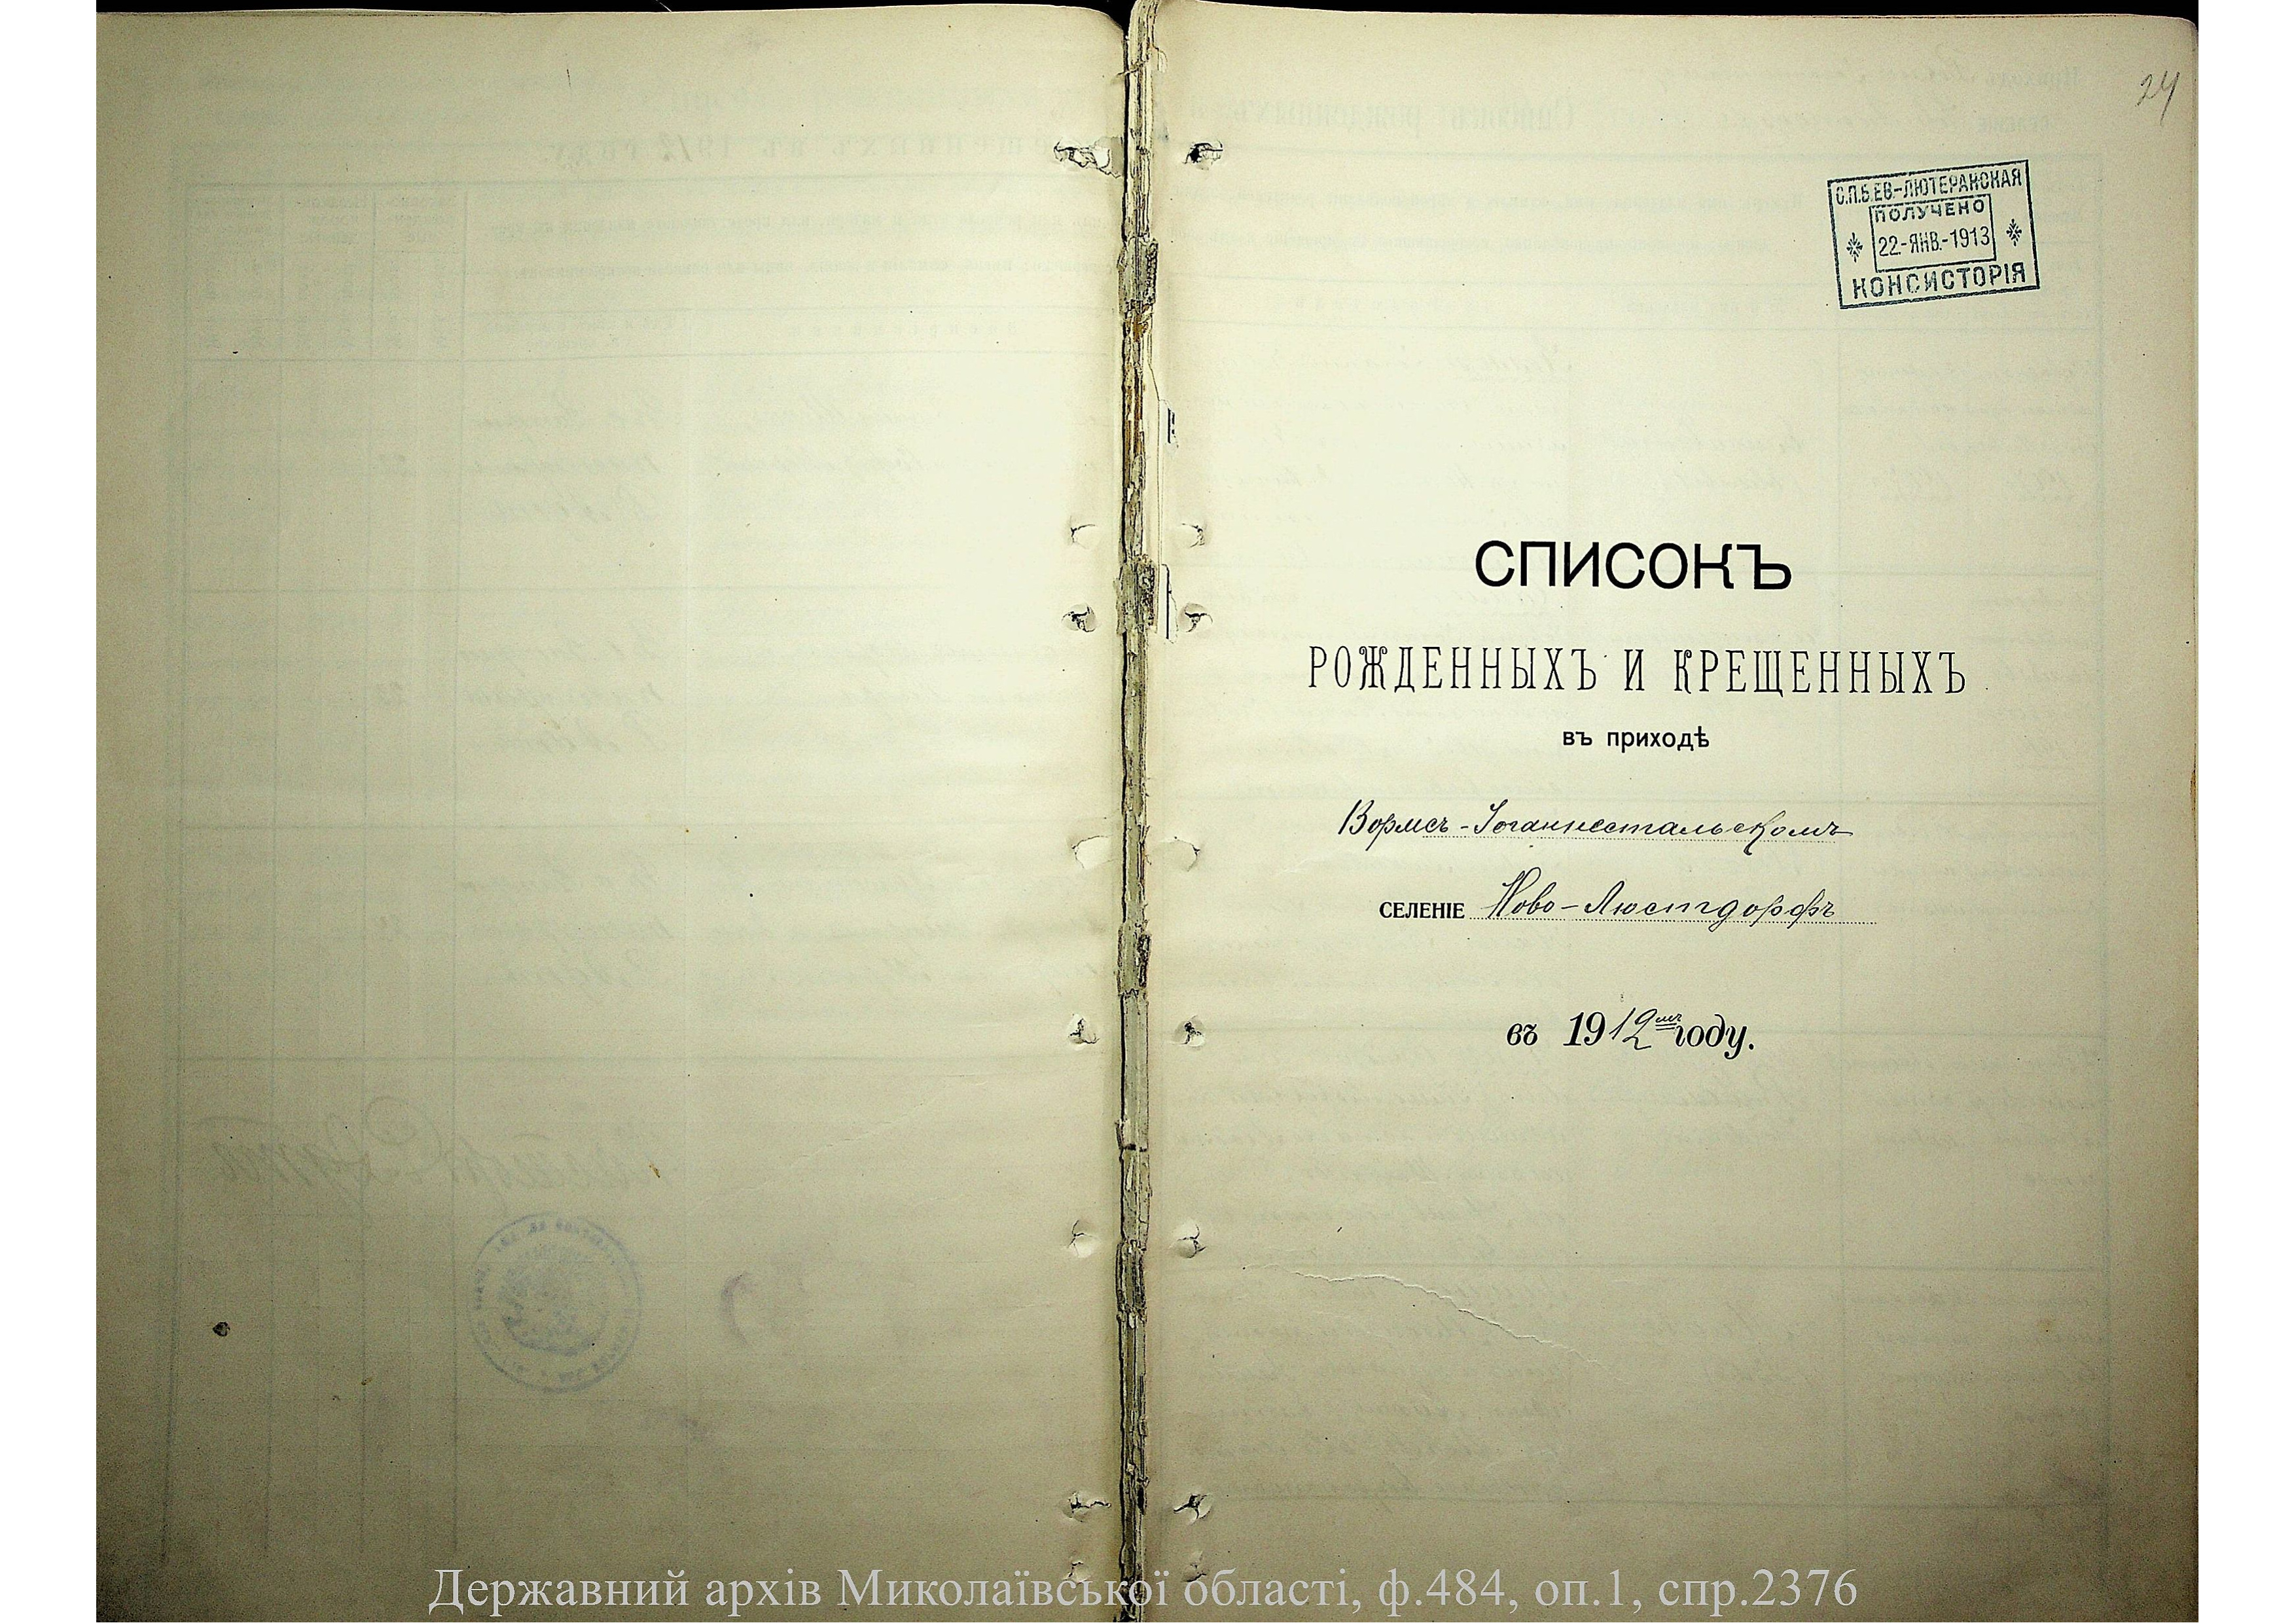 24
С.П.Б.ЕВ.-ЛЮТЕРАНСКАЯ
ПОЛУЧЕНО
22.-ЯНВ.-1913
КОНСИСТОРІЯ
СПИСОКЪ
РОЖДЕННЫХЪ И КРЕЩЕННЫХЪ
въ приходѣ
Вормсъ-Іоганнестальскомъ
СЕЛЕНІЕ Ново-Люстдорфъ
въ 1912мъ году.
Державний архів Миколаївської області, ф.484, оп.1, спр.2376